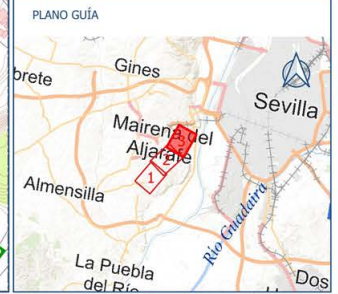 PLANO GUÍA
Gines
brete
Sevilla
Mairena del
Aljarafe
3
2
1
Almensilla
Río Guadaíra
La Puebla
del Río
Dos